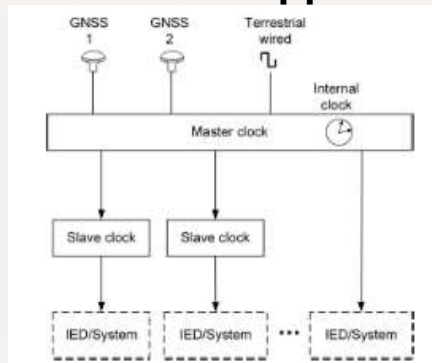 GNSS
1
GNSS
2
Terrestrial
wired
Internal
clock
Master clock
Slave clock
Slave clock
IED/System
IED/System
•••
IED/System